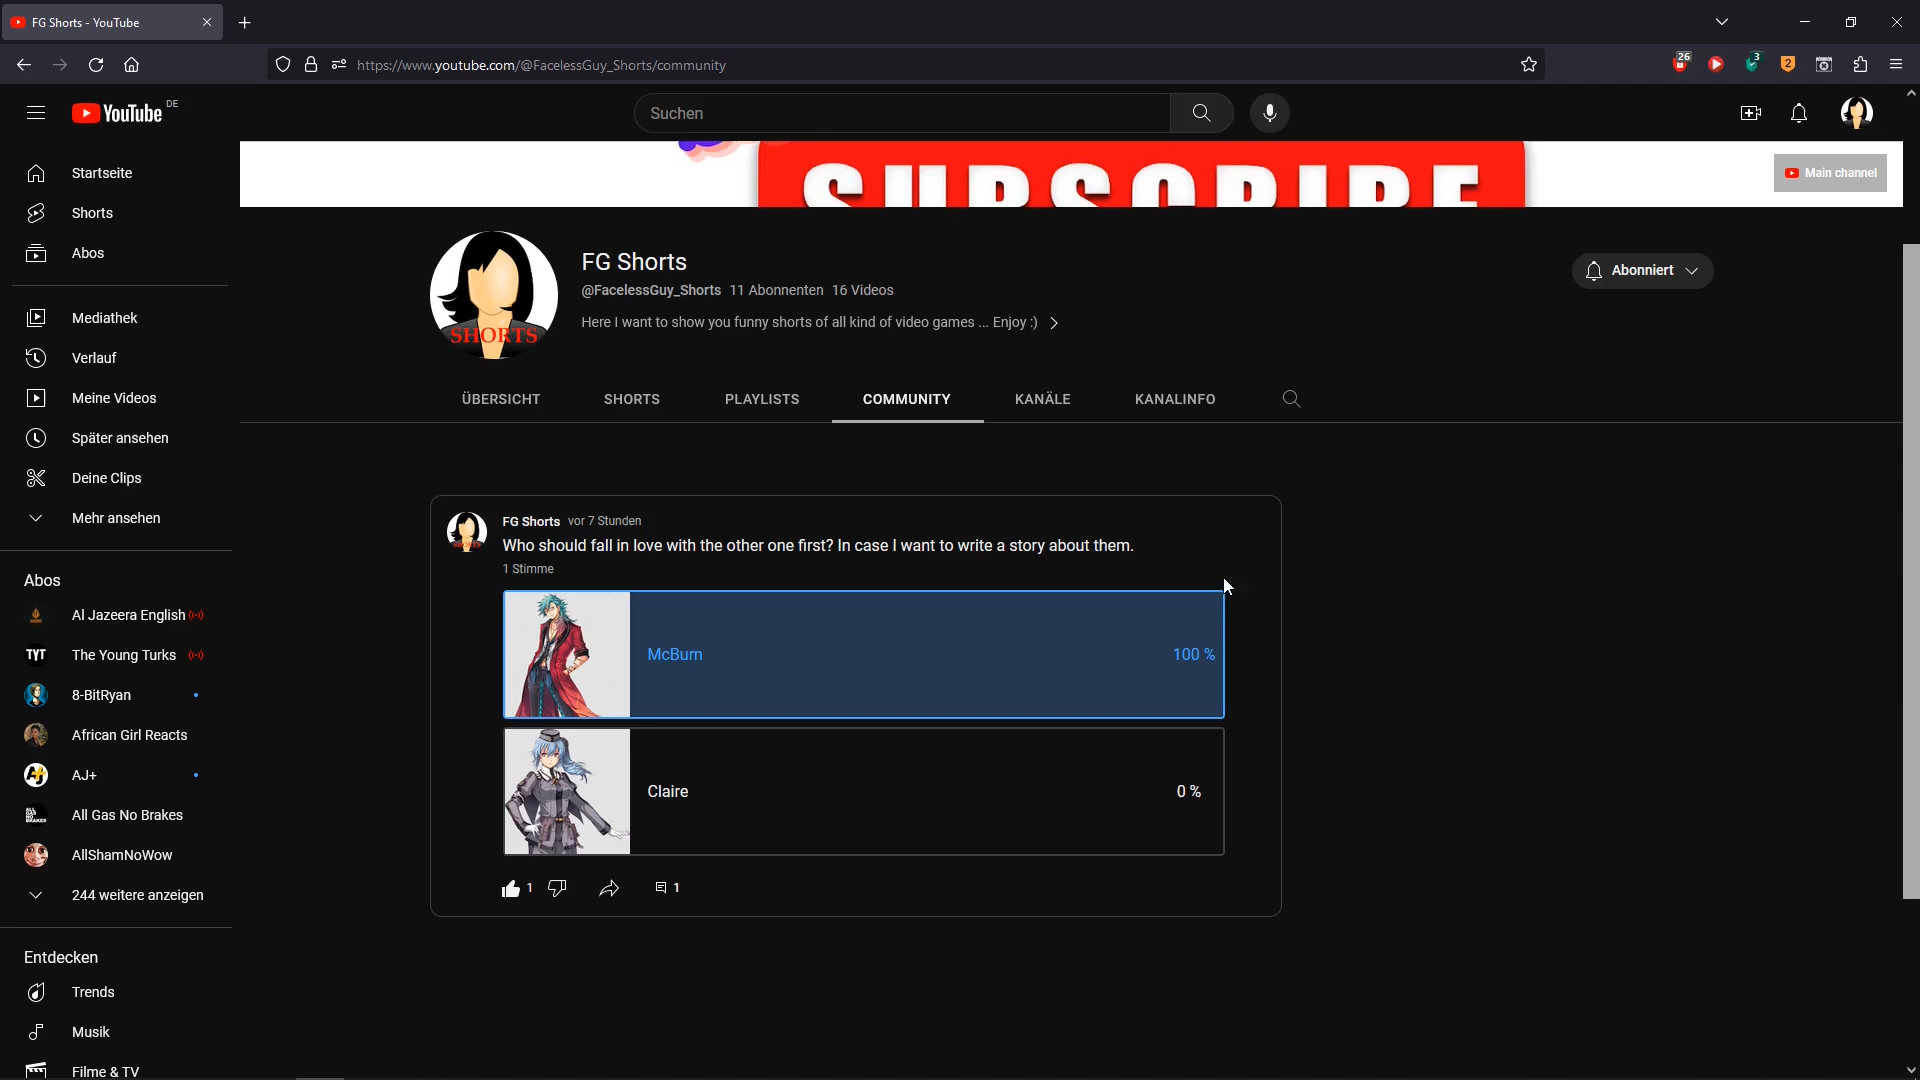 FG Shorts - YouTube
https://www.youtube.com/@FacelessGuy_Shorts/community
26
3
2
YouTube DE
Suchen
Startseite
Shorts
Abos
Mediathek
Verlauf
Meine Videos
Später ansehen
Deine Clips
Mehr ansehen
Abos
Al Jazeera English
TYT
The Young Turks
8-BitRyan
African Girl Reacts
AJ+
All Gas No Brakes
AllShamNoWow
244 weitere anzeigen
Entdecken
Trends
Musik
Filme & TV
SUBSCRIBE
Main channel
SHORTS
FG Shorts
@FacelessGuy_Shorts 11 Abonnenten 16 Videos
Here I want to show you funny shorts of all kind of video games ... Enjoy :)
Abonniert
ÜBERSICHT
SHORTS
PLAYLISTS
COMMUNITY
KANÄLE
KANALINFO
FG Shorts vor 7 Stunden
Who should fall in love with the other one first? In case I want to write a story about them.
1 Stimme
McBurn 100 %
Claire 0 %
1
1